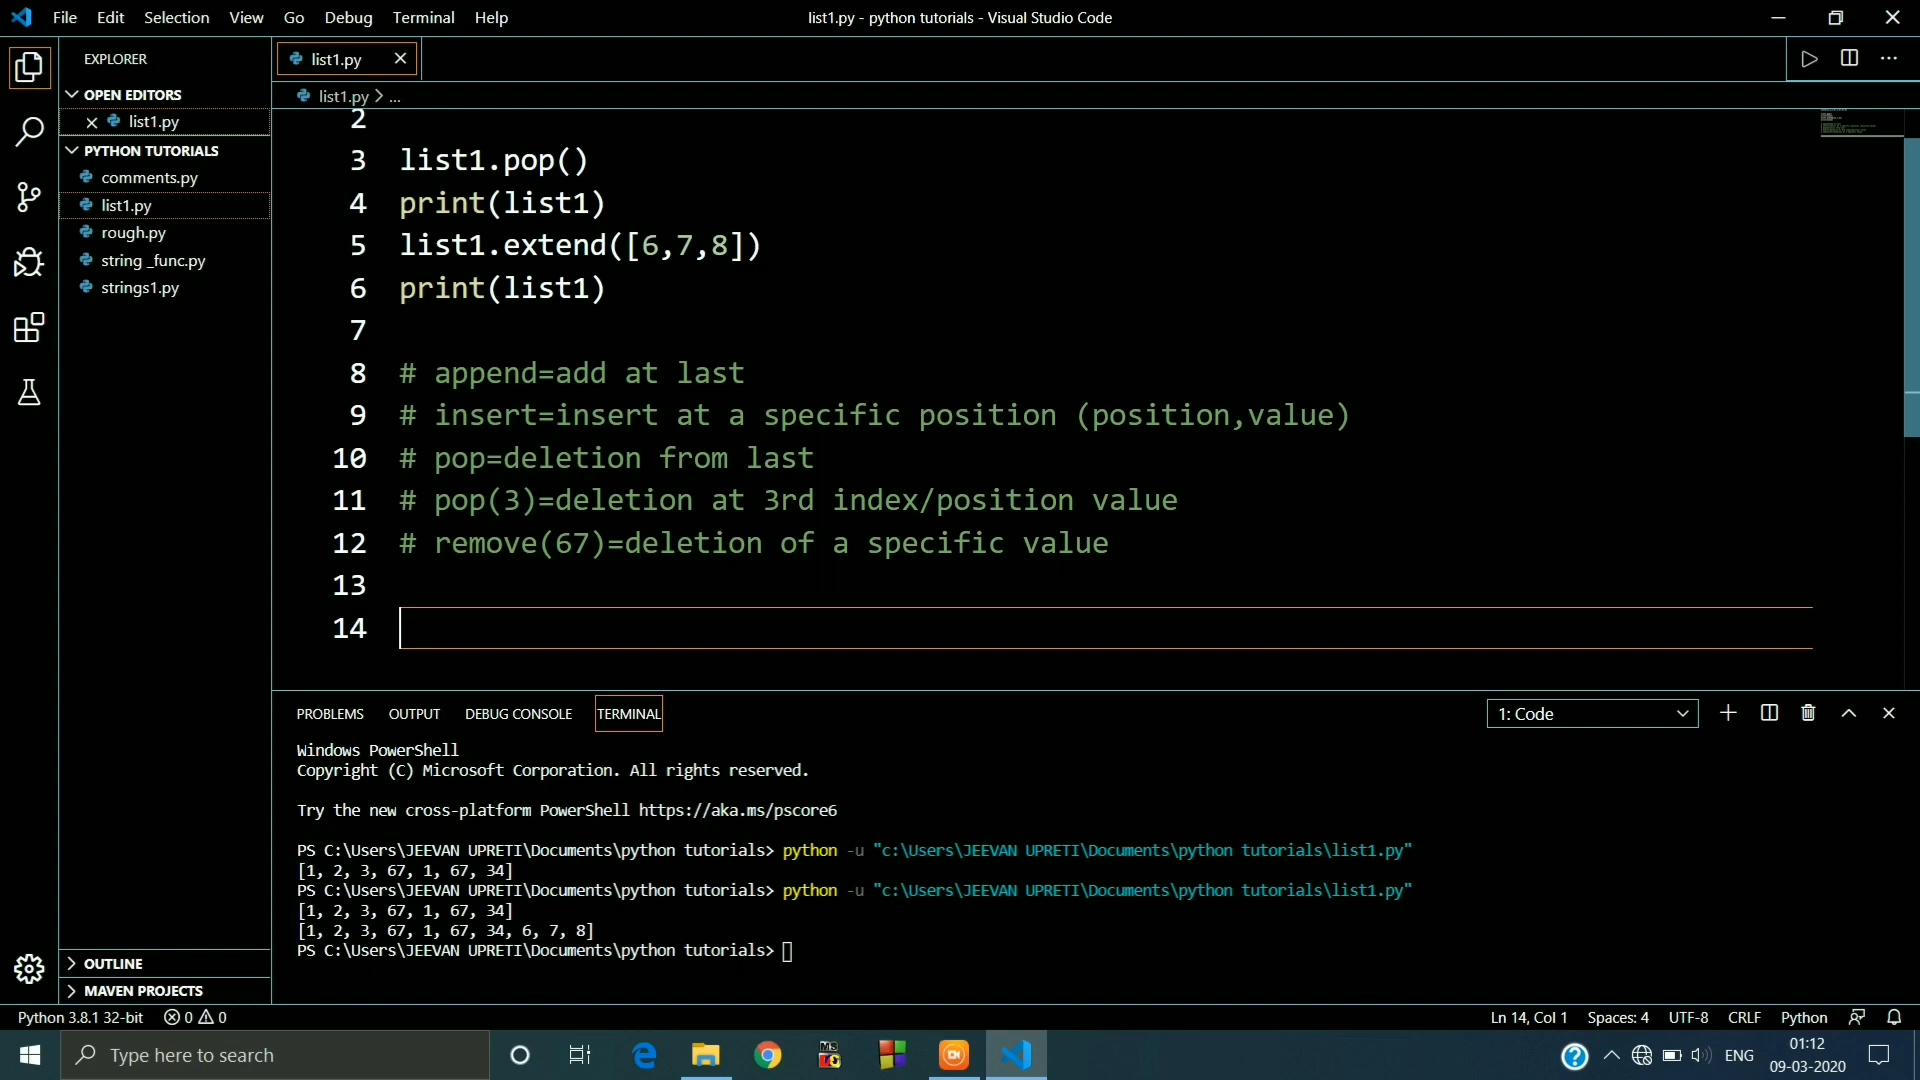 File Edit Selection View Go Debug Terminal Help
list1.py - python tutorials - Visual Studio Code
EXPLORER
OPEN EDITORS
list1.py
PYTHON TUTORIALS
comments.py
list1.py
rough.py
string _func.py
strings1.py
OUTLINE
MAVEN PROJECTS
list1.py
list1.py > ...
2
3 list1.pop()
4 print(list1)
5 list1.extend([6,7,8])
6 print(list1)
7
8 # append=add at last
9 # insert=insert at a specific position (position,value)
10 # pop=deletion from last
11 # pop(3)=deletion at 3rd index/position value
12 # remove(67)=deletion of a specific value
13
14
PROBLEMS OUTPUT DEBUG CONSOLE TERMINAL
1: Code
Windows PowerShell
Copyright (C) Microsoft Corporation. All rights reserved.
Try the new cross-platform PowerShell https://aka.ms/pscore6
PS C:\Users\JEEVAN UPRETI\Documents\python tutorials> python -u "c:\Users\JEEVAN UPRETI\Documents\python tutorials\list1.py"
[1, 2, 3, 67, 1, 67, 34]
PS C:\Users\JEEVAN UPRETI\Documents\python tutorials> python -u "c:\Users\JEEVAN UPRETI\Documents\python tutorials\list1.py"
[1, 2, 3, 67, 1, 67, 34]
[1, 2, 3, 67, 1, 67, 34, 6, 7, 8]
PS C:\Users\JEEVAN UPRETI\Documents\python tutorials>
Python 3.8.1 32-bit 0 0
Ln 14, Col 1 Spaces: 4 UTF-8 CRLF Python
Type here to search
ENG
01:12
09-03-2020